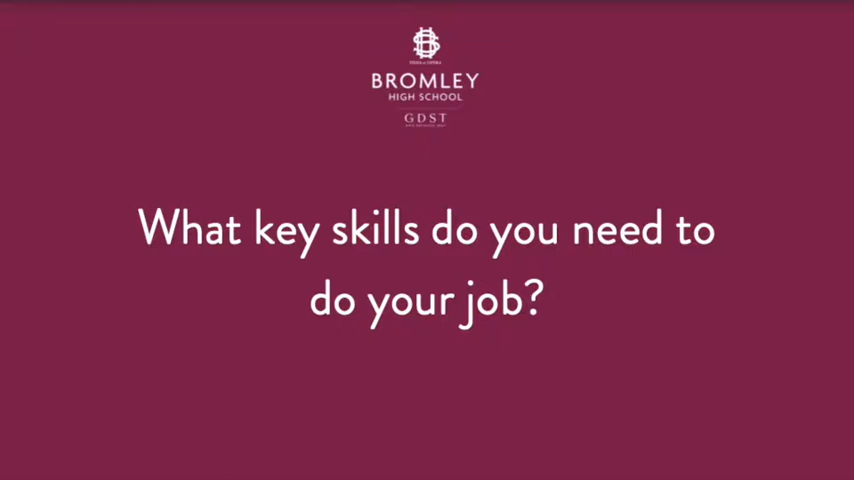 BROMLEY
HIGH SCHOOL
GDST
What key skills do you need to
do your job?